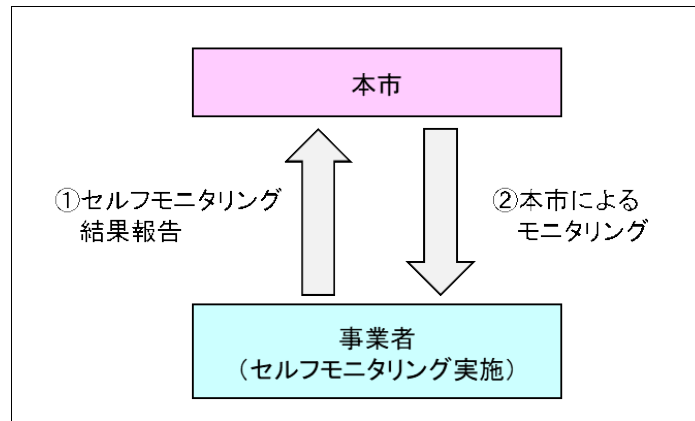 本市
①セルフモニタリング
結果報告
②本市による
モニタリング
事業者
（セルフモニタリング実施）